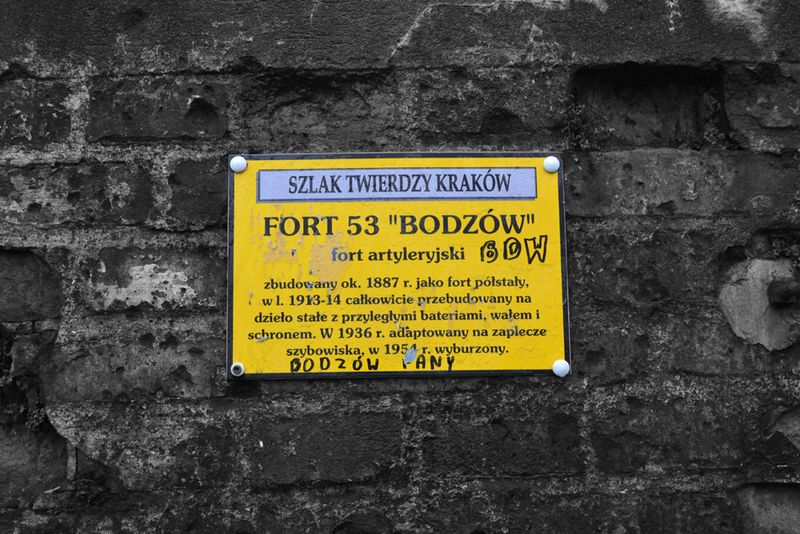 SZLAK TWIERDZY KRAKÓW
FORT 53 "BODZÓW"
fort artyleryjski BDW
zbudowany ok. 1887 r. jako fort półstały,
w l. 1913-14 całkowicie przebudowany na
dzieło stałe z przyległymi bateriami, wałem i
schronem. W 1936 r. adaptowany na zaplecze
szybowiska, w 1954 r. wyburzony.
BODZÓW PANY